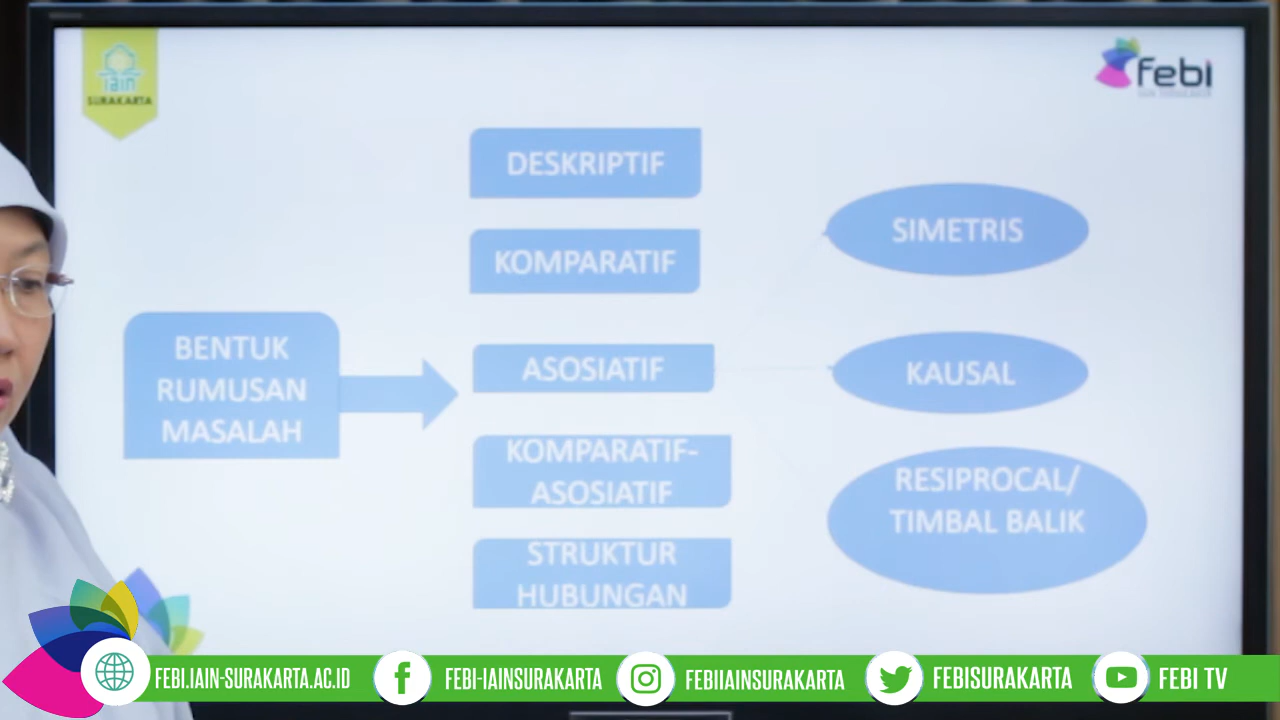 iain
SURAKARTA
febi
DESKRIPTIF
KOMPARATIF
BENTUK
RUMUSAN
MASALAH
ASOSIATIF
KOMPARATIF-
ASOSIATIF
STRUKTUR
HUBUNGAN
SIMETRIS
KAUSAL
RESIPROCAL/
TIMBAL BALIK
FEBI.IAIN-SURAKARTA.AC.ID
FEBI-IAINSURAKARTA
FEBIIAINSURAKARTA
FEBISURAKARTA
FEBI TV